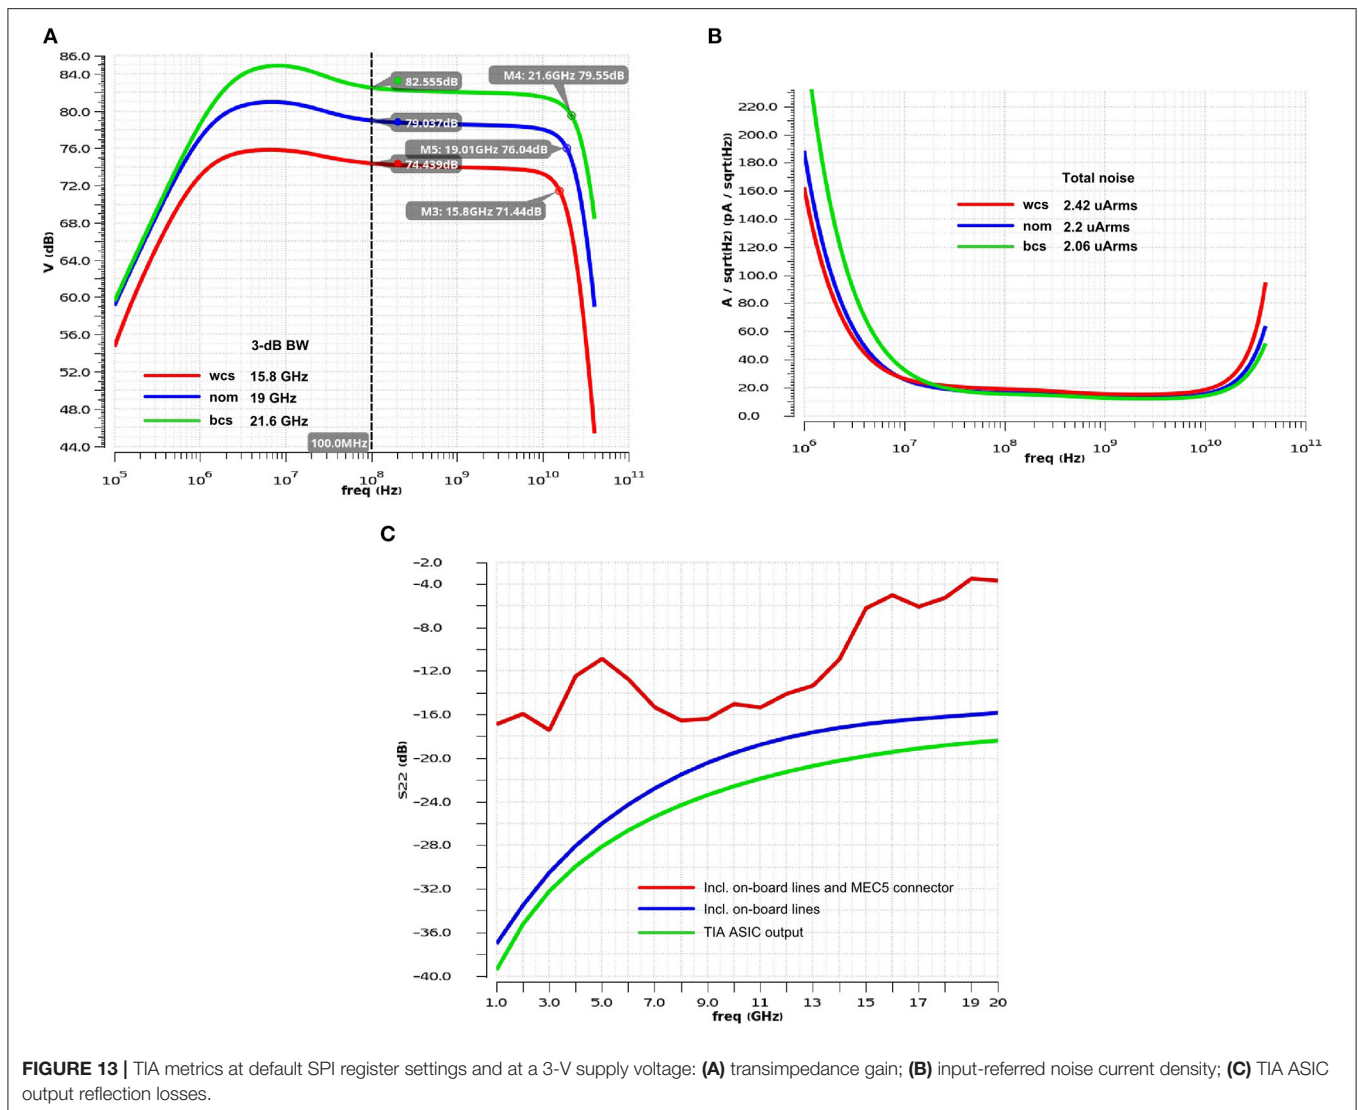 A
86.0
84.0
80.0
76.0
72.0
68.0
64.0
60.0
56.0
52.0
48.0
44.0
V (dB)
82.555dB
M4: 21.6GHz 79.55dB
79.037dB
M5: 19.01GHz 76.04dB
74.439dB
M3: 15.8GHz 71.44dB
3-dB BW
wcs 15.8 GHz
nom 19 GHz
bcs 21.6 GHz
100.0MHz
10^5 10^6 10^7 10^8 10^9 10^10 10^11
freq (Hz)
B
220.0
200.0
180.0
160.0
140.0
120.0
100.0
80.0
60.0
40.0
20.0
0.0
A / sqrt(Hz) (pA / sqrt(Hz))
Total noise
wcs 2.42 uArms
nom 2.2 uArms
bcs 2.06 uArms
10^6 10^7 10^8 10^9 10^10 10^11
freq (Hz)
C
−2.0
−4.0
−8.0
−12.0
−16.0
−20.0
−24.0
−28.0
−32.0
−36.0
−40.0
S22 (dB)
Incl. on-board lines and MEC5 connector
Incl. on-board lines
TIA ASIC output
1.0 3.0 5.0 7.0 9.0 11 13 15 17 19 20
freq (GHz)
FIGURE 13 | TIA metrics at default SPI register settings and at a 3-V supply voltage: (A) transimpedance gain; (B) input-referred noise current density; (C) TIA ASIC
output reflection losses.